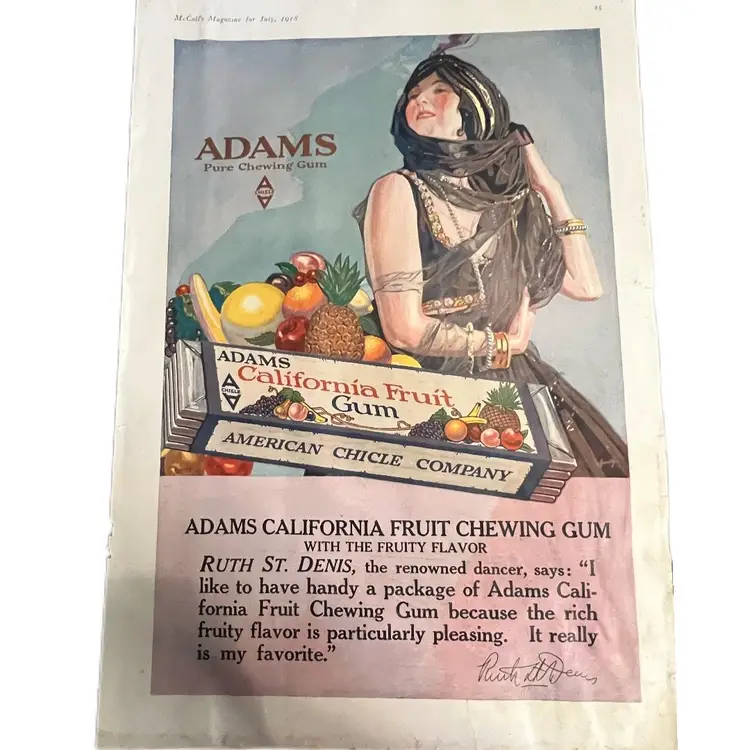 McCall's Magazine for July, 1918
ADAMS
Pure Chewing Gum
ADAMS
California Fruit
Gum
CHICLE
AMERICAN CHICLE COMPANY
ADAMS CALIFORNIA FRUIT CHEWING GUM
WITH THE FRUITY FLAVOR
RUTH ST. DENIS, the renowned dancer, says: "I
like to have handy a package of Adams Cali-
fornia Fruit Chewing Gum because the rich
fruity flavor is particularly pleasing. It really
is my favorite."
Ruth St Denis